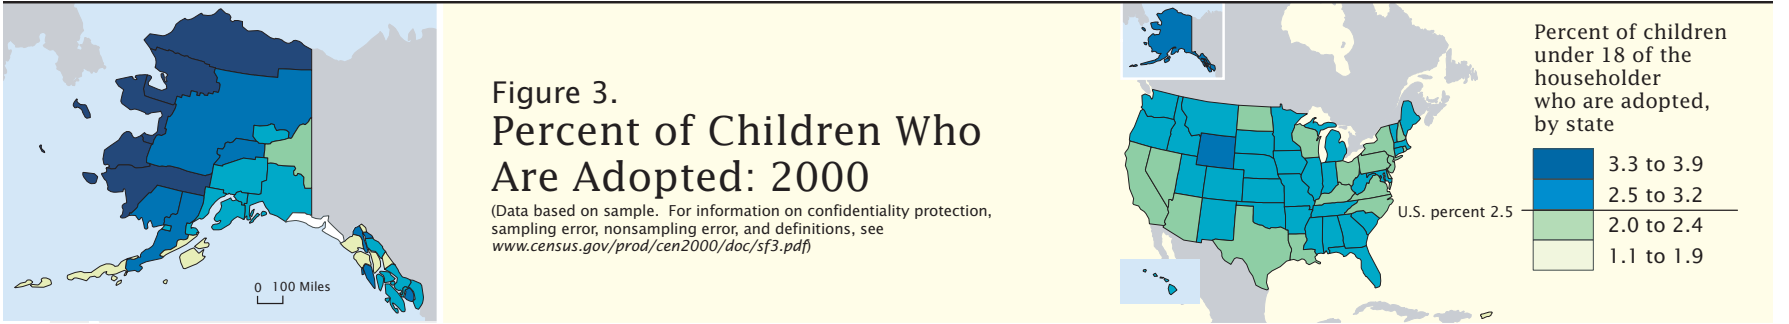 Figure 3.
Percent of Children Who
Are Adopted: 2000
(Data based on sample.  For information on confidentiality protection,
sampling error, nonsampling error, and definitions, see
www.census.gov/prod/cen2000/doc/sf3.pdf)
0 100 Miles
U.S. percent 2.5
Percent of children
under 18 of the
householder
who are adopted,
by state
3.3 to 3.9
2.5 to 3.2
2.0 to 2.4
1.1 to 1.9